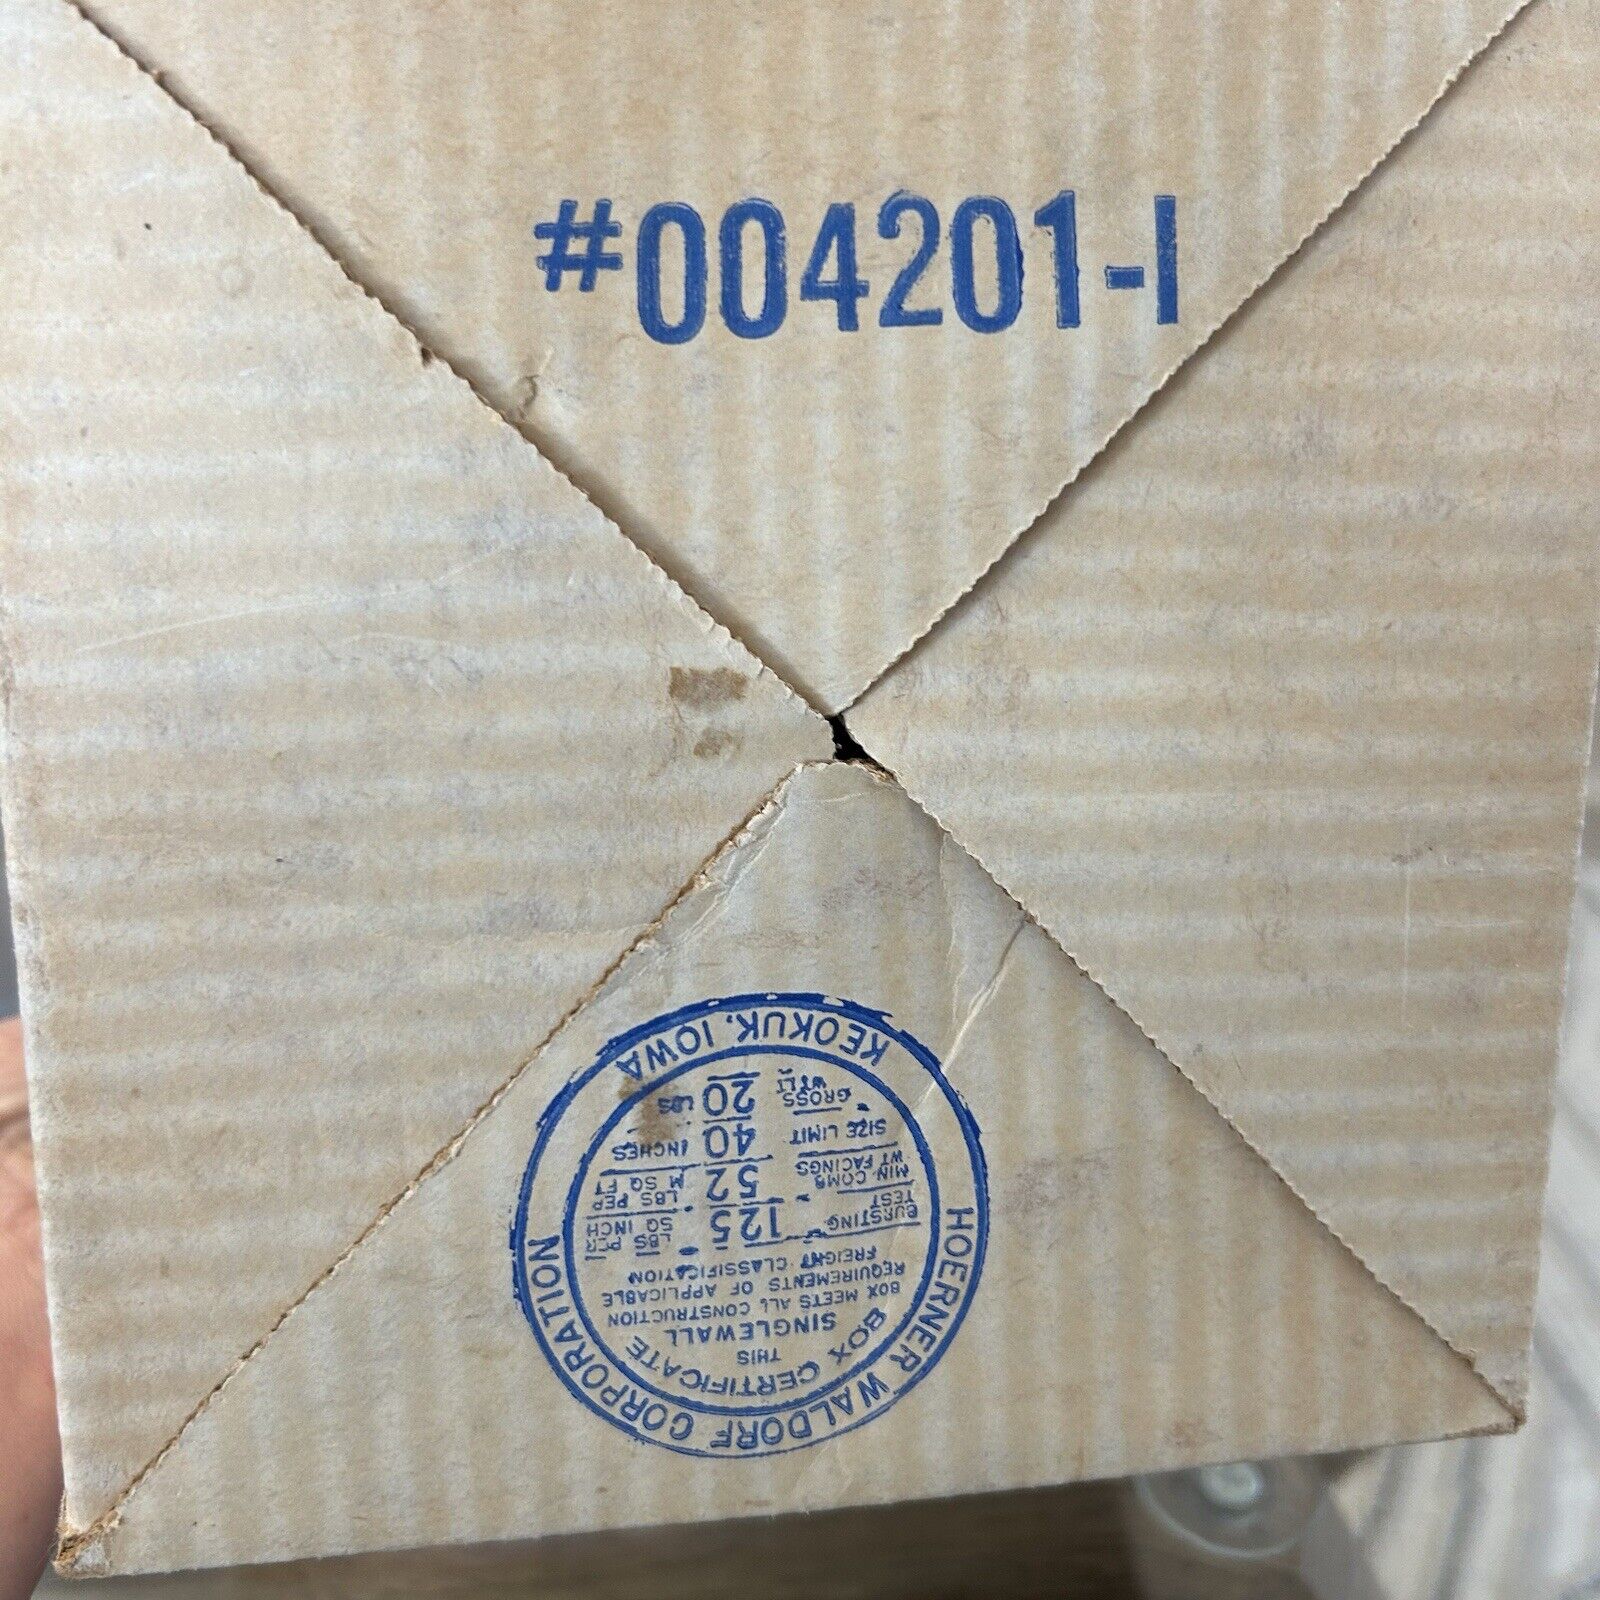 #004201-1
HOERNER WALDORF CORPORATION
KEOKUK, IOWA
BOX CERTIFICATE
THIS
SINGLEWALL
BOX MEETS ALL CONSTRUCTION
REQUIREMENTS OF APPLICABLE
FREIGHT CLASSIFICATION
BURSTING TEST 125 LBS PER SQ INCH
MIN. COMB WT FACINGS 52 LBS PER M SQ FT
SIZE LIMIT 40 INCHES
GROSS WT LT 20 LBS